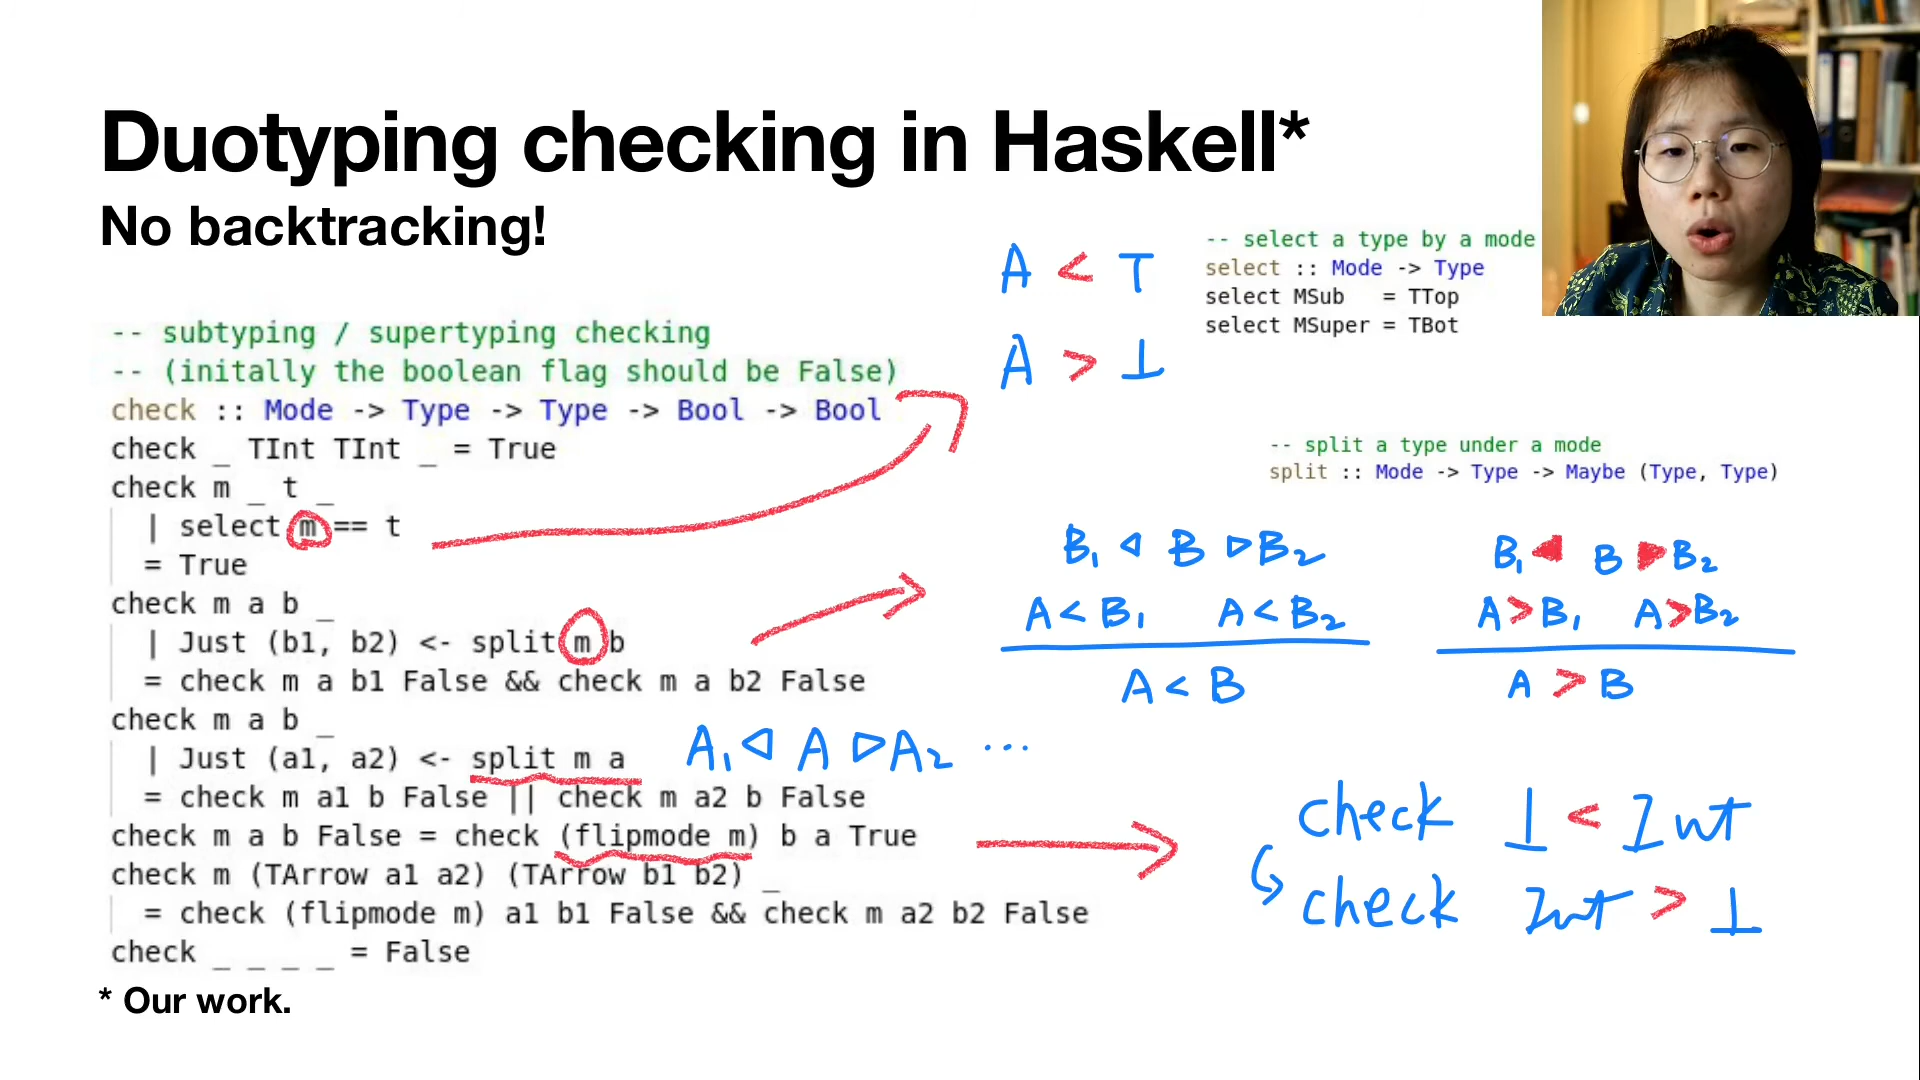 Duotyping checking in Haskell*
No backtracking!
-- subtyping / supertyping checking
-- (initally the boolean flag should be False)
check :: Mode -> Type -> Type -> Bool -> Bool
check _ TInt TInt _ = True
check m _ t _
| select m == t
= True
check m a b _
| Just (b1, b2) <- split m b
= check m a b1 False && check m a b2 False
check m a b _
| Just (a1, a2) <- split m a
= check m a1 b False || check m a2 b False
check m a b False = check (flipmode m) b a True
check m (TArrow a1 a2) (TArrow b1 b2) _
= check (flipmode m) a1 b1 False && check m a2 b2 False
check _ _ _ _ = False
* Our work.
A < T
A > ⊥
-- select a type by a mode
select :: Mode -> Type
select MSub = TTop
select MSuper = TBot
-- split a type under a mode
split :: Mode -> Type -> Maybe (Type, Type)
B₁ ◁ B ▷ B₂
A < B₁ A < B₂
A < B
B₁ ◀ B ▶ B₂
A > B₁ A > B₂
A > B
A₁ ◁ A ▷ A₂ ...
check ⊥ < Int
check Int > ⊥